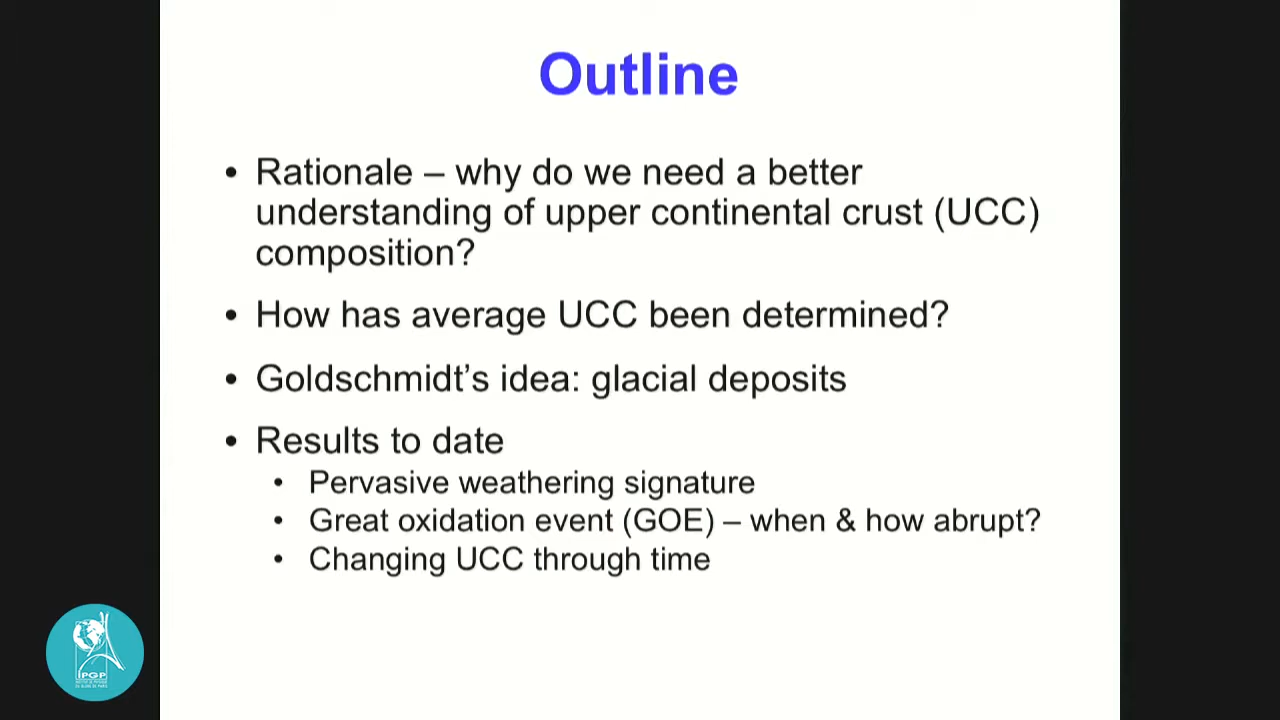 Outline
• Rationale – why do we need a better
understanding of upper continental crust (UCC)
composition?
• How has average UCC been determined?
• Goldschmidt’s idea: glacial deposits
• Results to date
• Pervasive weathering signature
• Great oxidation event (GOE) – when & how abrupt?
• Changing UCC through time
IPGP